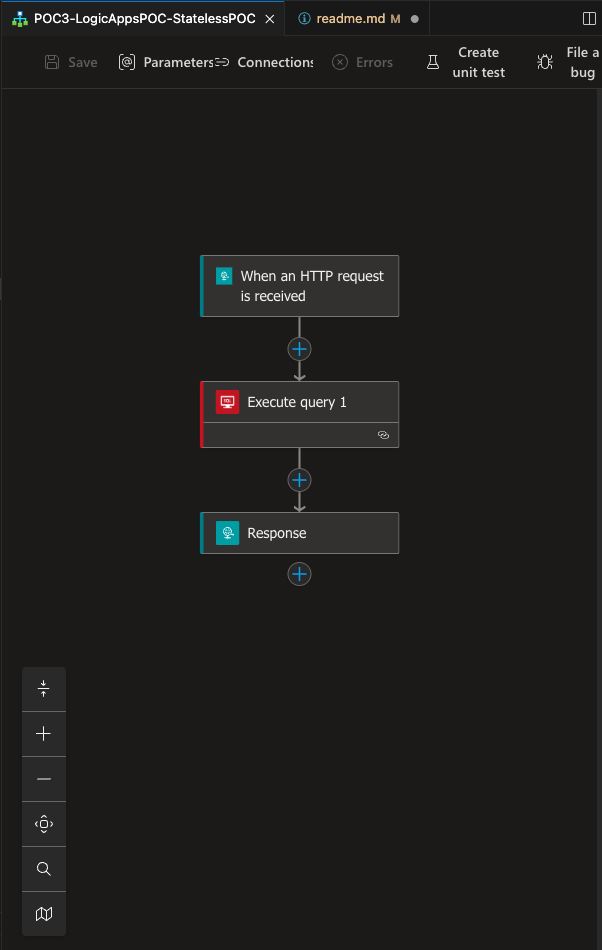 POC3-LogicAppsPOC-StatelessPOC
readme.md M
Save
Parameters
Connections
Errors
Create
unit test
File a
bug
When an HTTP request
is received
SQL
Execute query 1
Response